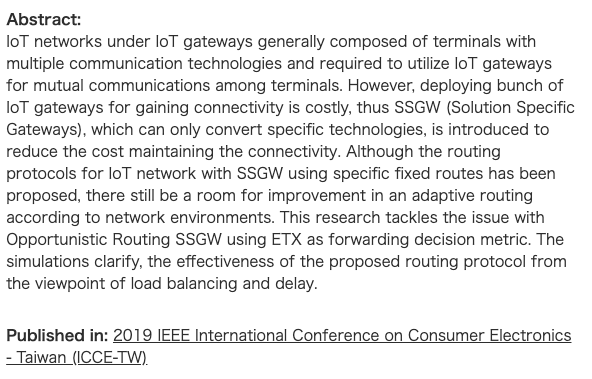 Abstract:
IoT networks under IoT gateways generally composed of terminals with
multiple communication technologies and required to utilize IoT gateways
for mutual communications among terminals. However, deploying bunch of
IoT gateways for gaining connectivity is costly, thus SSGW (Solution Specific
Gateways), which can only convert specific technologies, is introduced to
reduce the cost maintaining the connectivity. Although the routing
protocols for IoT network with SSGW using specific fixed routes has been
proposed, there still be a room for improvement in an adaptive routing
according to network environments. This research tackles the issue with
Opportunistic Routing SSGW using ETX as forwarding decision metric. The
simulations clarify, the effectiveness of the proposed routing protocol from
the viewpoint of load balancing and delay.
Published in: 2019 IEEE International Conference on Consumer Electronics
- Taiwan (ICCE-TW)